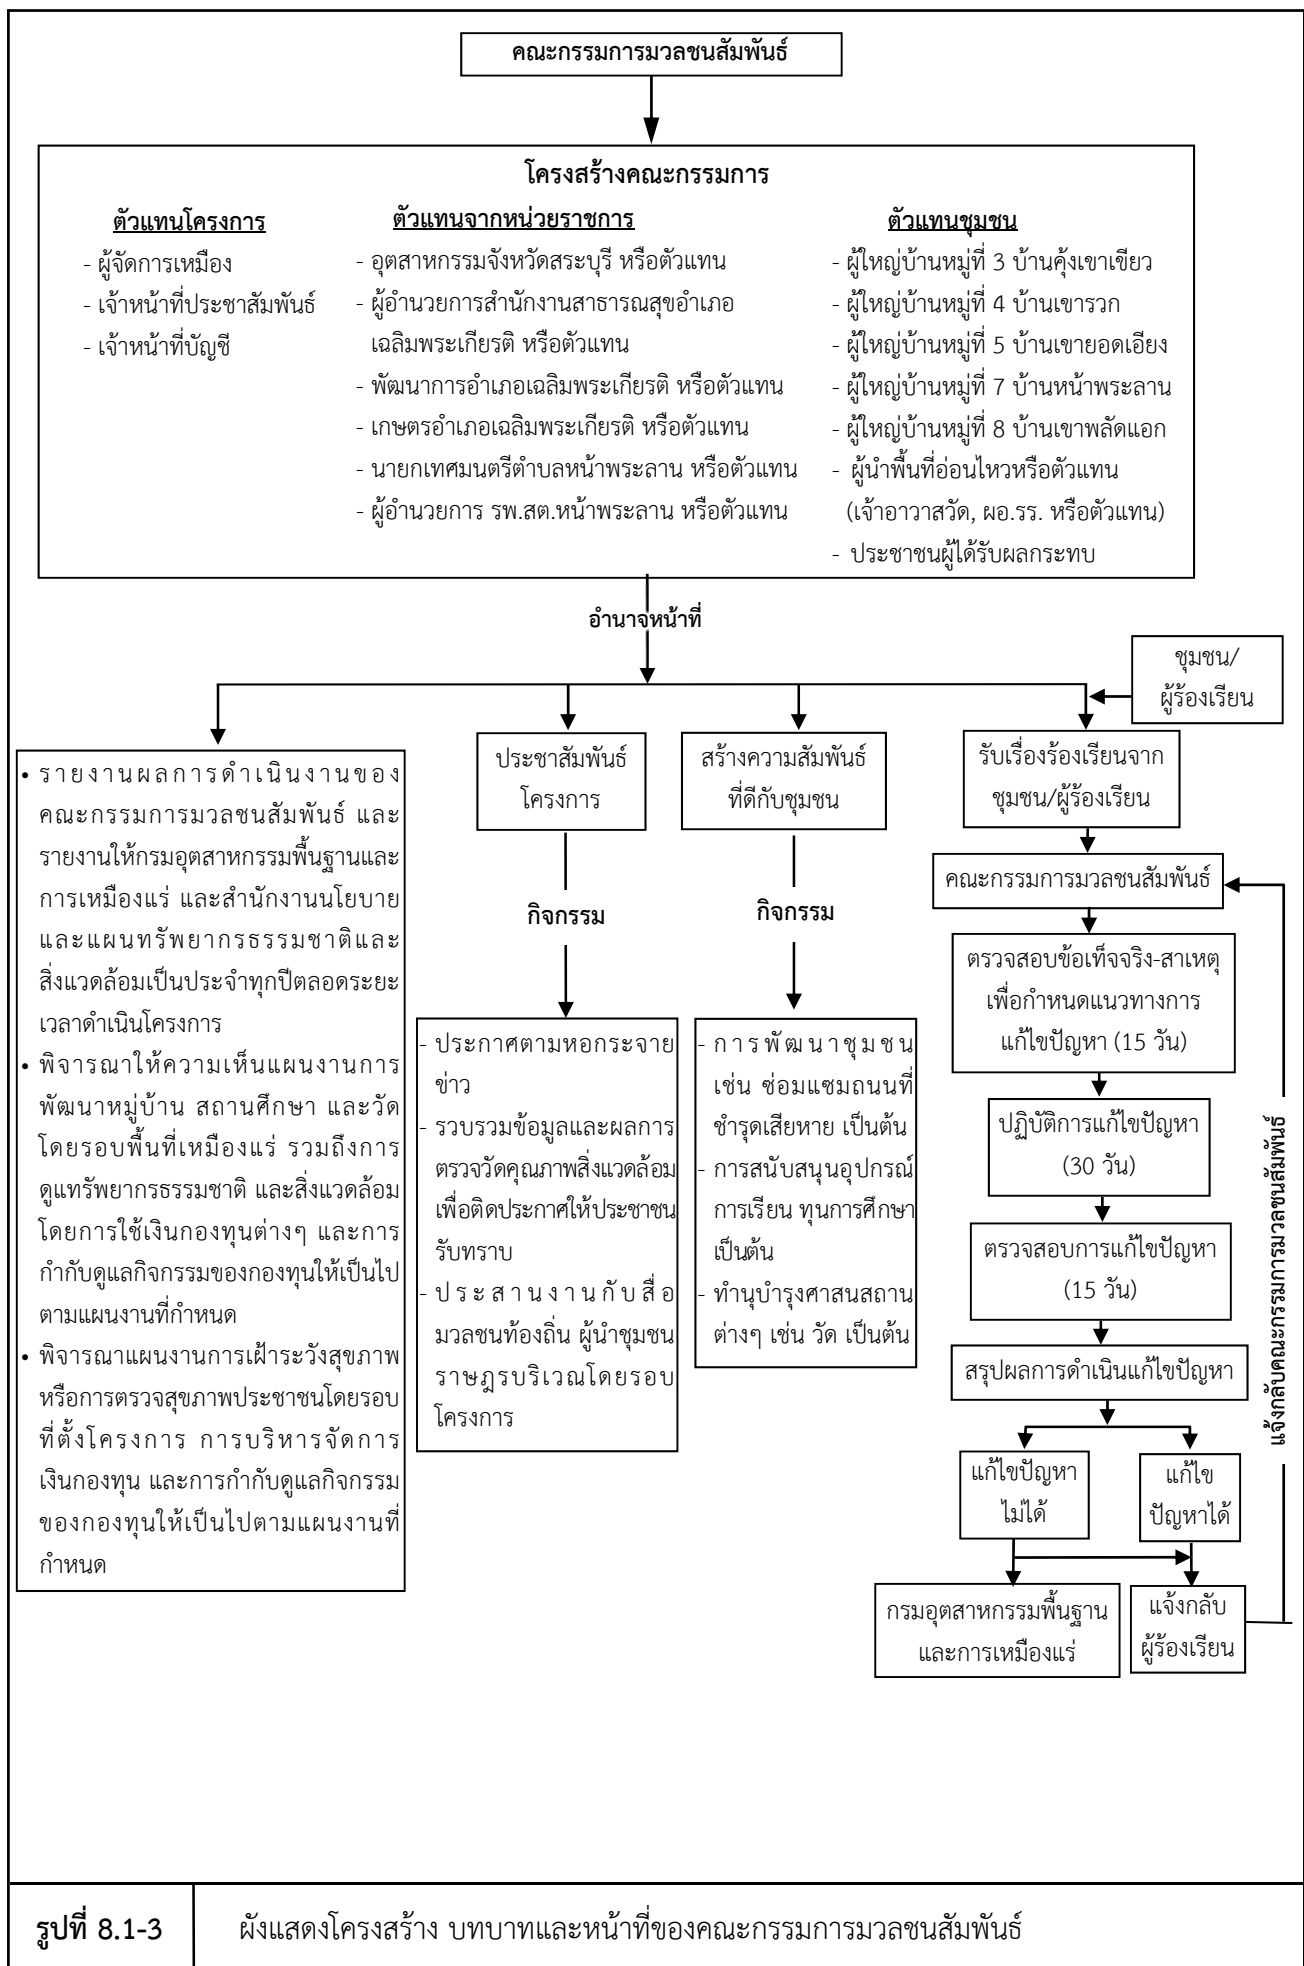 คณะกรรมการมวลชนสัมพันธ์
โครงสร้างคณะกรรมการ
ตัวแทนโครงการ
- ผู้จัดการเหมือง
- เจ้าหน้าที่ประชาสัมพันธ์
- เจ้าหน้าที่บัญชี
ตัวแทนจากหน่วยราชการ
- อุตสาหกรรมจังหวัดสระบุรี หรือตัวแทน
- ผู้อำนวยการสำนักงานสาธารณสุขอำเภอ
เฉลิมพระเกียรติ หรือตัวแทน
- พัฒนาการอำเภอเฉลิมพระเกียรติ หรือตัวแทน
- เกษตรอำเภอเฉลิมพระเกียรติ หรือตัวแทน
- นายกเทศมนตรีตำบลหน้าพระลาน หรือตัวแทน
- ผู้อำนวยการ รพ.สต.หน้าพระลาน หรือตัวแทน
ตัวแทนชุมชน
- ผู้ใหญ่บ้านหมู่ที่ 3 บ้านคุ้งเขาเขียว
- ผู้ใหญ่บ้านหมู่ที่ 4 บ้านเขารวก
- ผู้ใหญ่บ้านหมู่ที่ 5 บ้านเขายอดเอียง
- ผู้ใหญ่บ้านหมู่ที่ 7 บ้านหน้าพระลาน
- ผู้ใหญ่บ้านหมู่ที่ 8 บ้านเขาพลัดแอก
- ผู้นำพื้นที่อ่อนไหวหรือตัวแทน
(เจ้าอาวาสวัด, ผอ.รร. หรือตัวแทน)
- ประชาชนผู้ได้รับผลกระทบ
อำนาจหน้าที่
ชุมชน/
ผู้ร้องเรียน
• รายงานผลการดำเนินงานของ
คณะกรรมการมวลชนสัมพันธ์ และ
รายงานให้กรมอุตสาหกรรมพื้นฐานและ
การเหมืองแร่ และสำนักงานนโยบาย
และแผนทรัพยากรธรรมชาติและ
สิ่งแวดล้อมเป็นประจำทุกปีตลอดระยะ
เวลาดำเนินโครงการ
• พิจารณาให้ความเห็นแผนงานการ
พัฒนาหมู่บ้าน สถานศึกษา และวัด
โดยรอบพื้นที่เหมืองแร่ รวมถึงการ
ดูแทรัพยากรธรรมชาติ และสิ่งแวดล้อม
โดยการใช้เงินกองทุนต่างๆ และการ
กำกับดูแลกิจกรรมของกองทุนให้เป็นไป
ตามแผนงานที่กำหนด
• พิจารณาแผนงานการเฝ้าระวังสุขภาพ
หรือการตรวจสุขภาพประชาชนโดยรอบ
ที่ตั้งโครงการ การบริหารจัดการ
เงินกองทุน และการกำกับดูแลกิจกรรม
ของกองทุนให้เป็นไปตามแผนงานที่
กำหนด
ประชาสัมพันธ์
โครงการ
กิจกรรม
- ประกาศตามหอกระจาย
ข่าว
- รวบรวมข้อมูลและผลการ
ตรวจวัดคุณภาพสิ่งแวดล้อม
เพื่อติดประกาศให้ประชาชน
รับทราบ
- ประสานงานกับสื่อ
มวลชนท้องถิ่น ผู้นำชุมชน
ราษฎรบริเวณโดยรอบ
โครงการ
สร้างความสัมพันธ์
ที่ดีกับชุมชน
กิจกรรม
- การพัฒนาชุมชน
เช่น ซ่อมแซมถนนที่
ชำรุดเสียหาย เป็นต้น
- การสนับสนุนอุปกรณ์
การเรียน ทุนการศึกษา
เป็นต้น
- ทำนุบำรุงศาสนสถาน
ต่างๆ เช่น วัด เป็นต้น
รับเรื่องร้องเรียนจาก
ชุมชน/ผู้ร้องเรียน
คณะกรรมการมวลชนสัมพันธ์
ตรวจสอบข้อเท็จจริง-สาเหตุ
เพื่อกำหนดแนวทางการ
แก้ไขปัญหา (15 วัน)
ปฏิบัติการแก้ไขปัญหา
(30 วัน)
ตรวจสอบการแก้ไขปัญหา
(15 วัน)
สรุปผลการดำเนินแก้ไขปัญหา
แก้ไขปัญหา
ไม่ได้
แก้ไข
ปัญหาได้
กรมอุตสาหกรรมพื้นฐาน
และการเหมืองแร่
แจ้งกลับ
ผู้ร้องเรียน
แจ้งกลับคณะกรรมการมวลชนสัมพันธ์
รูปที่ 8.1-3
ผังแสดงโครงสร้าง บทบาทและหน้าที่ของคณะกรรมการมวลชนสัมพันธ์